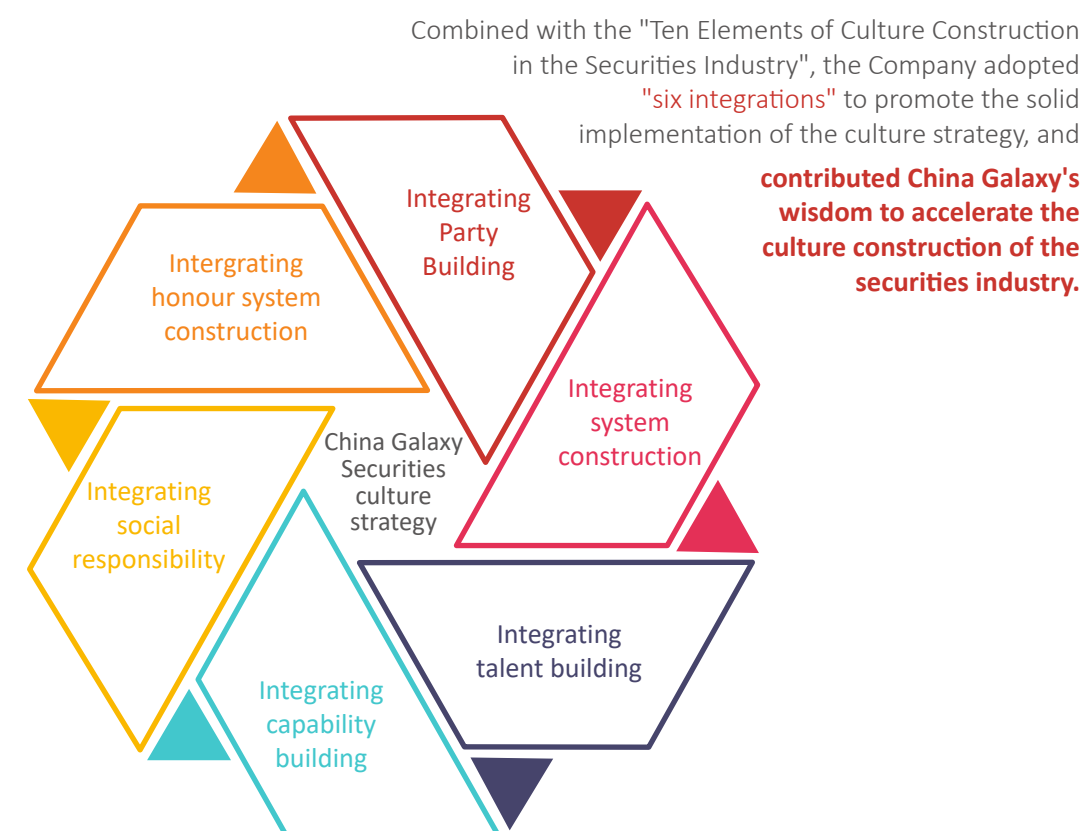 Combined with the "Ten Elements of Culture Construction
in the Securities Industry", the Company adopted
"six integrations" to promote the solid
implementation of the culture strategy, and
contributed China Galaxy's
wisdom to accelerate the
culture construction of the
securities industry.
Integrating
Party
Building
Intergrating
honour system
construction
Integrating
system
construction
China Galaxy
Securities
culture
strategy
Integrating
social
responsibility
Integrating
talent building
Integrating
capability
building